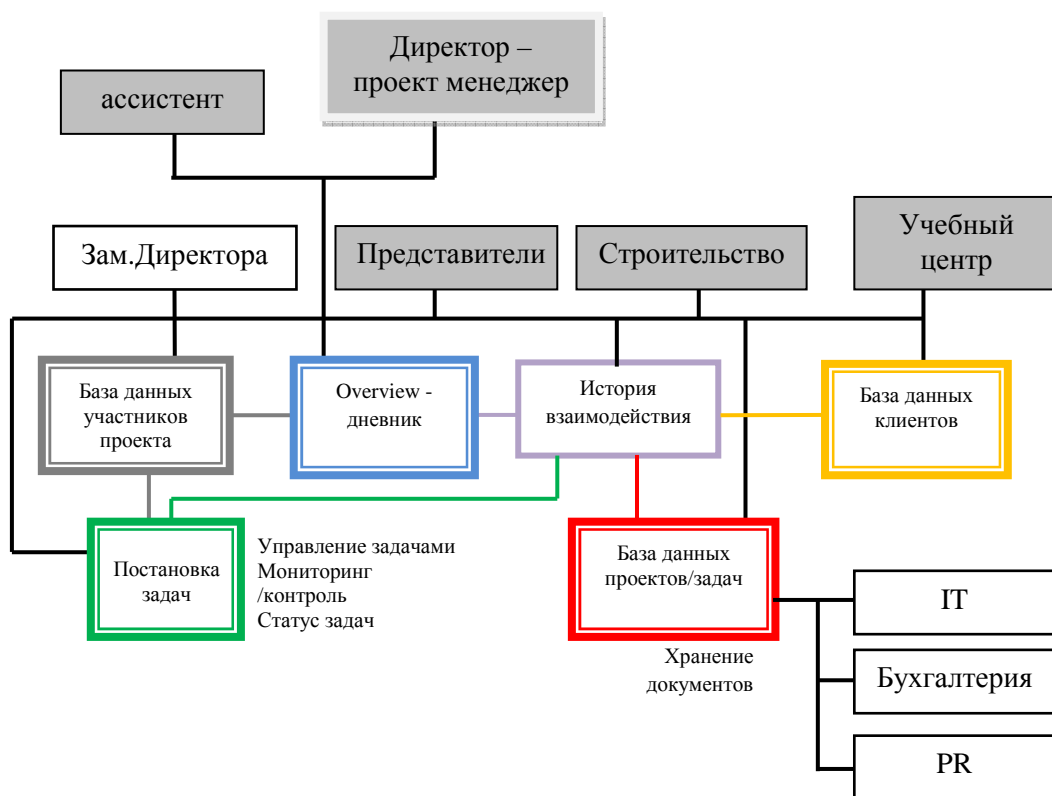 Директор –
проект менеджер
ассистент
Зам.Директора
Представители
Строительство
Учебный
центр
База данных
участников
проекта
Overview -
дневник
История
взаимодействия
База данных
клиентов
Постановка
задач
Управление задачами
Мониторинг
/контроль
Статус задач
База данных
проектов/задач
Хранение
документов
IT
Бухгалтерия
PR